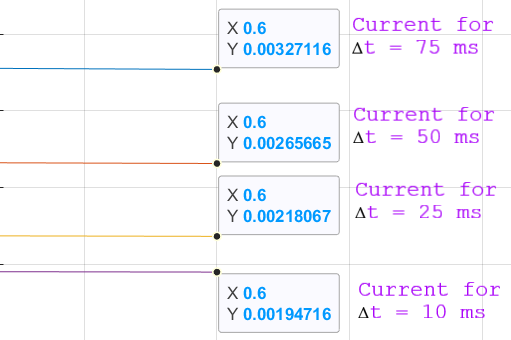 X 0.6
Y 0.00327116
Current for
Δt = 75 ms
X 0.6
Y 0.00265665
Current for
Δt = 50 ms
X 0.6
Y 0.00218067
Current for
Δt = 25 ms
X 0.6
Y 0.00194716
Current for
Δt = 10 ms